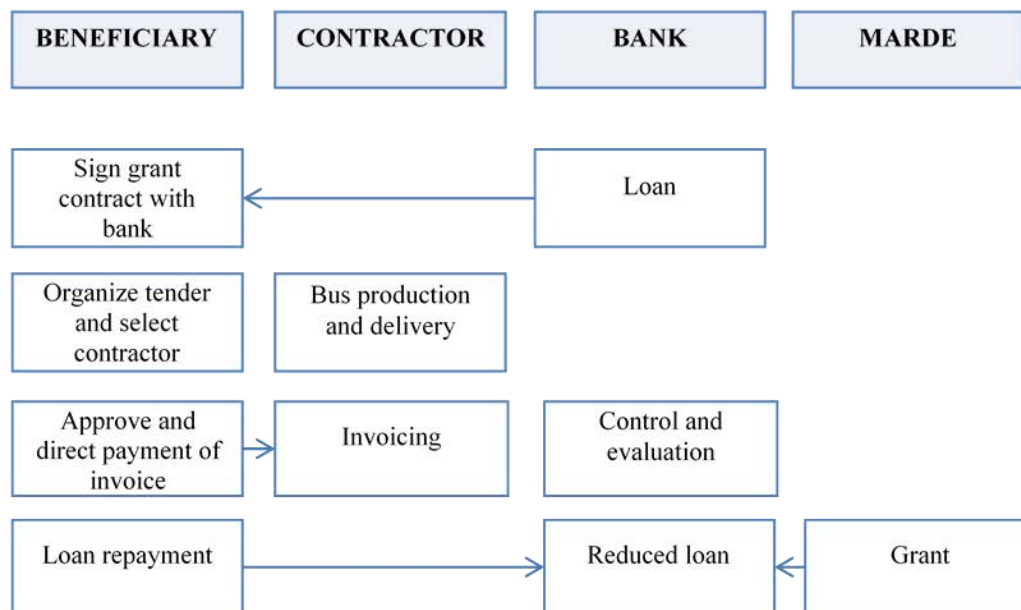 BENEFICIARY
CONTRACTOR
BANK
MARDE
Sign grant
contract with
bank
Loan
Organize tender
and select
contractor
Bus production
and delivery
Approve and
direct payment of
invoice
Invoicing
Control and
evaluation
Loan repayment
Reduced loan
Grant